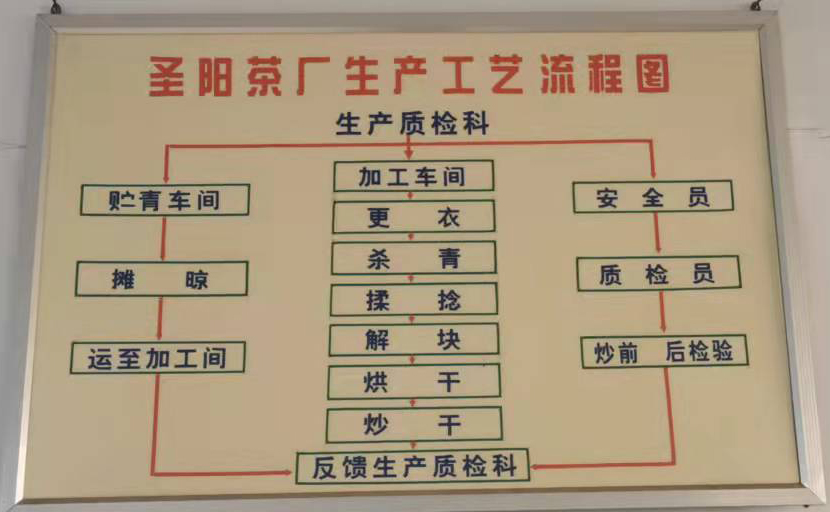 圣阳茶厂生产工艺流程图
生产质检科
贮青车间
摊 晾
运至加工间
加工车间
更 衣
杀 青
揉 捻
解 块
烘 干
炒 干
安 全 员
质 检 员
炒前 后检验
反馈生产质检科